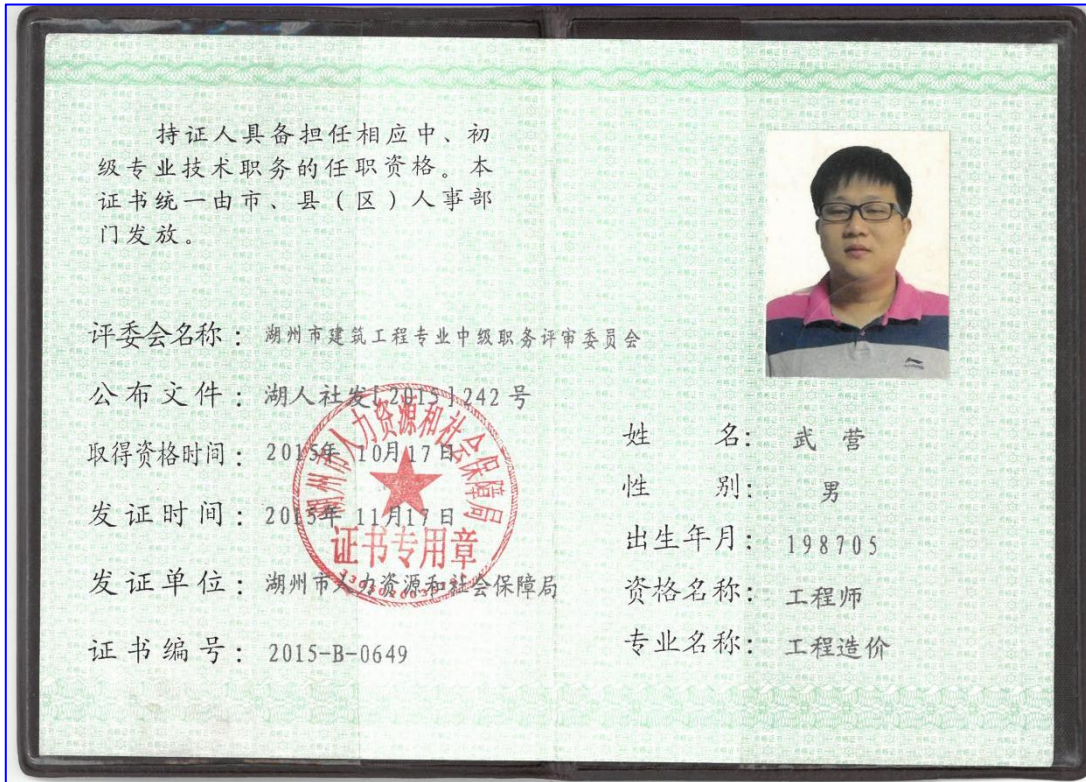 持证人具备担任相应中、初
级专业技术职务的任职资格。本
证书统一由市、县（区）人事部
门发放。
评委会名称：湖州市建筑工程专业中级职务评审委员会
公布文件：湖人社发[2015]242号
取得资格时间：2015年 10月17日
发证时间：2015年 11月17日
发证单位：湖州市人力资源和社会保障局
证书编号：2015-B-0649
湖州市人力资源和社会保障局
证书专用章
姓 名：武 营
性 别：男
出生年月：198705
资格名称：工程师
专业名称：工程造价